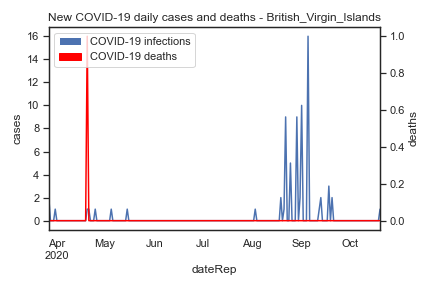 New COVID-19 daily cases and deaths - British_Virgin_Islands
COVID-19 infections
COVID-19 deaths
16
14
12
10
8
6
4
2
0
cases
1.0
0.8
0.6
0.4
0.2
0.0
deaths
Apr May Jun Jul Aug Sep Oct
2020
dateRep